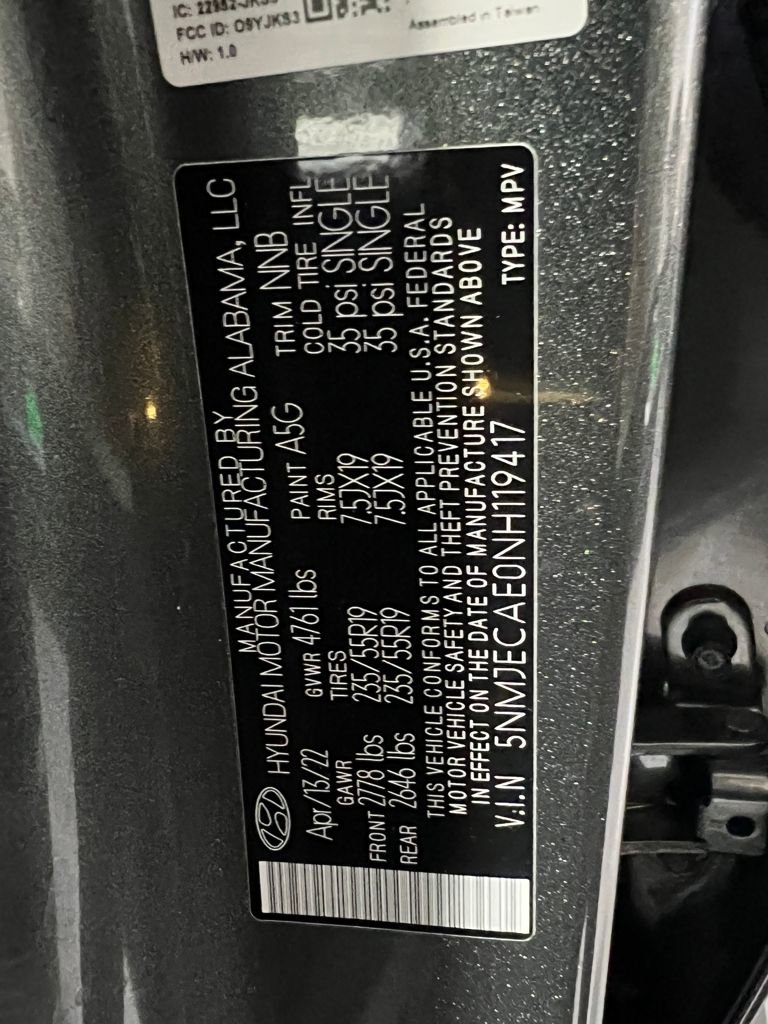 FCC ID: O9YJKS3
H/W: 1.0
Assembled in Taiwan
MANUFACTURED BY
HYUNDAI MOTOR MANUFACTURING ALABAMA, LLC
Apr/13/22 GVWR 4761 lbs PAINT A5G TRIM NNB
GAWR TIRES RIMS COLD TIRE INFL
FRONT 2778 lbs 235/55R19 7.5JX19 35 psi SINGLE
REAR 2646 lbs 235/55R19 7.5JX19 35 psi SINGLE
THIS VEHICLE CONFORMS TO ALL APPLICABLE U.S.A. FEDERAL
MOTOR VEHICLE SAFETY AND THEFT PREVENTION STANDARDS
IN EFFECT ON THE DATE OF MANUFACTURE SHOWN ABOVE
V.I.N 5NMJECAE0NH119417 TYPE: MPV